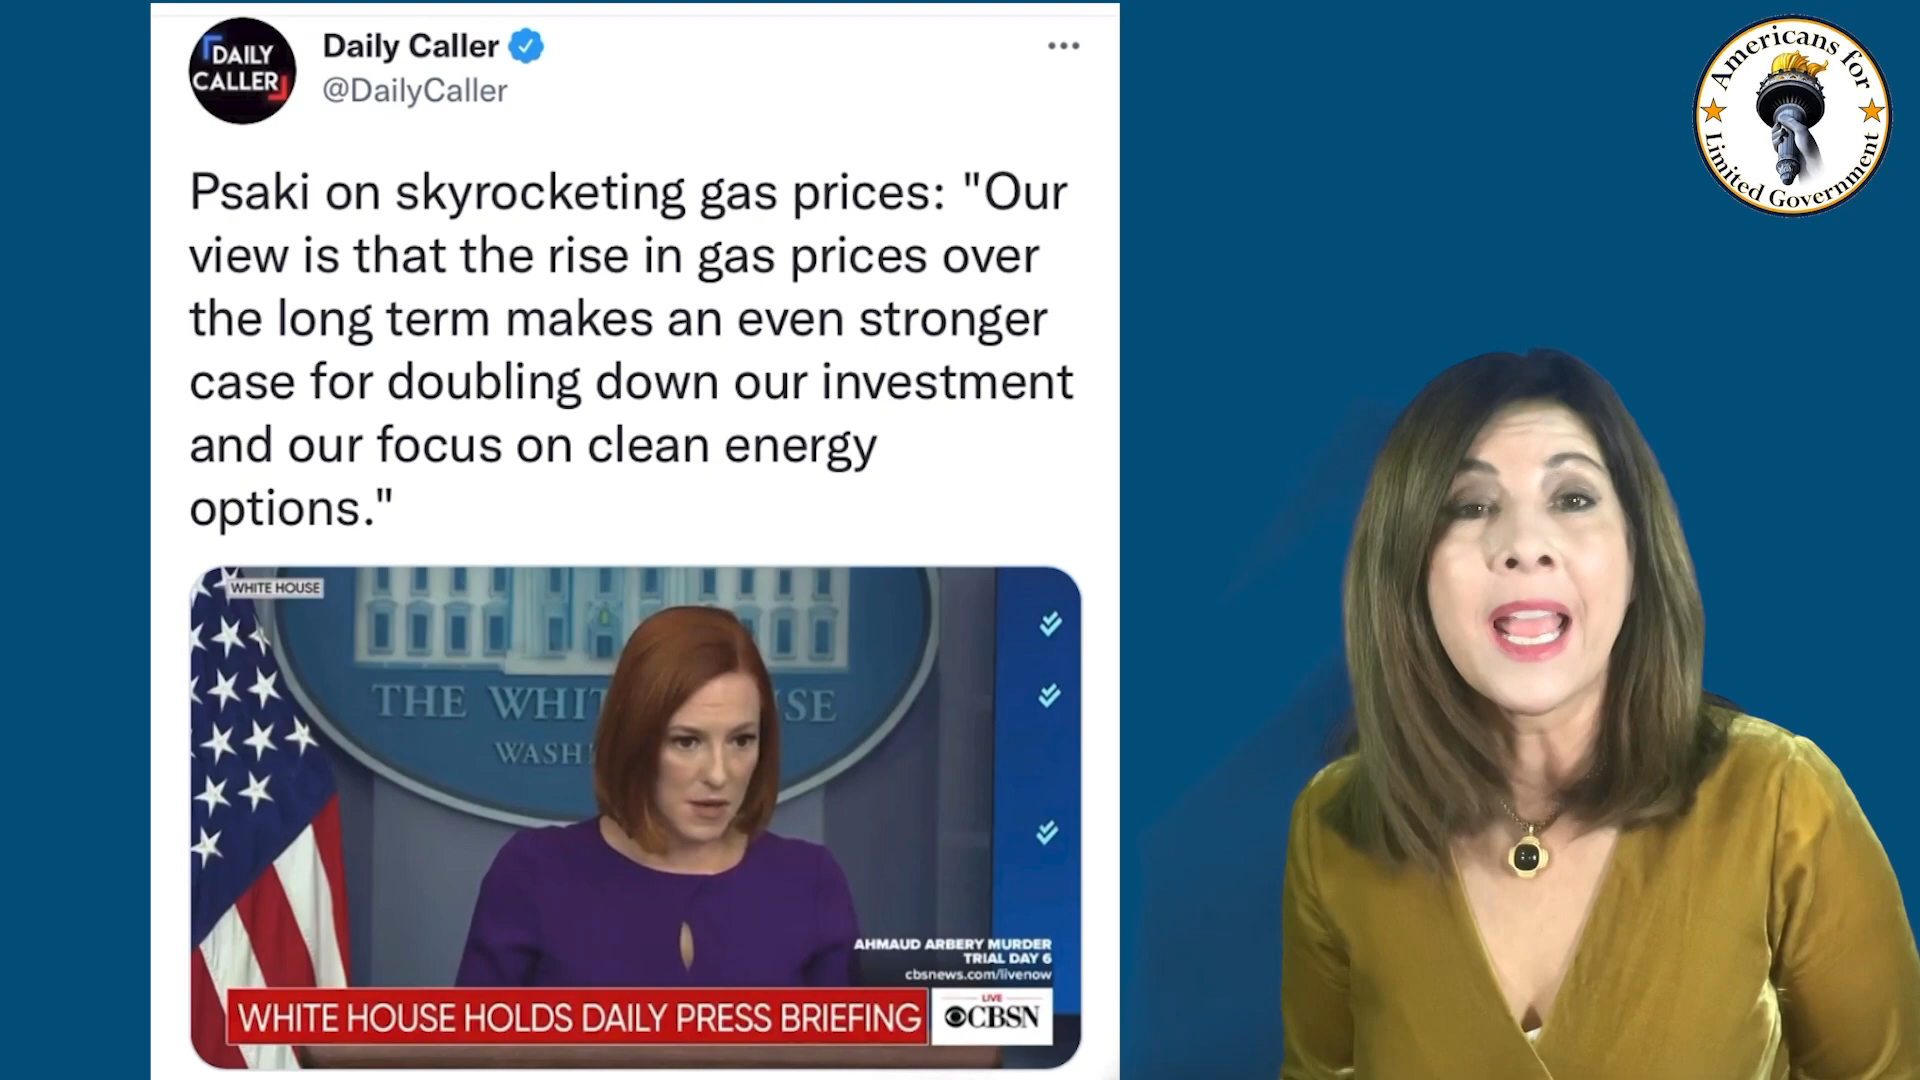 DAILY
CALLER
Daily Caller
@DailyCaller
Psaki on skyrocketing gas prices: "Our
view is that the rise in gas prices over
the long term makes an even stronger
case for doubling down our investment
and our focus on clean energy
options."
WHITE HOUSE
THE WHIT SE
WASH
AHMAUD ARBERY MURDER
TRIAL DAY 6
cbsnews.com/livenow
WHITE HOUSE HOLDS DAILY PRESS BRIEFING
LIVE
CBSN
Americans for
Limited Government